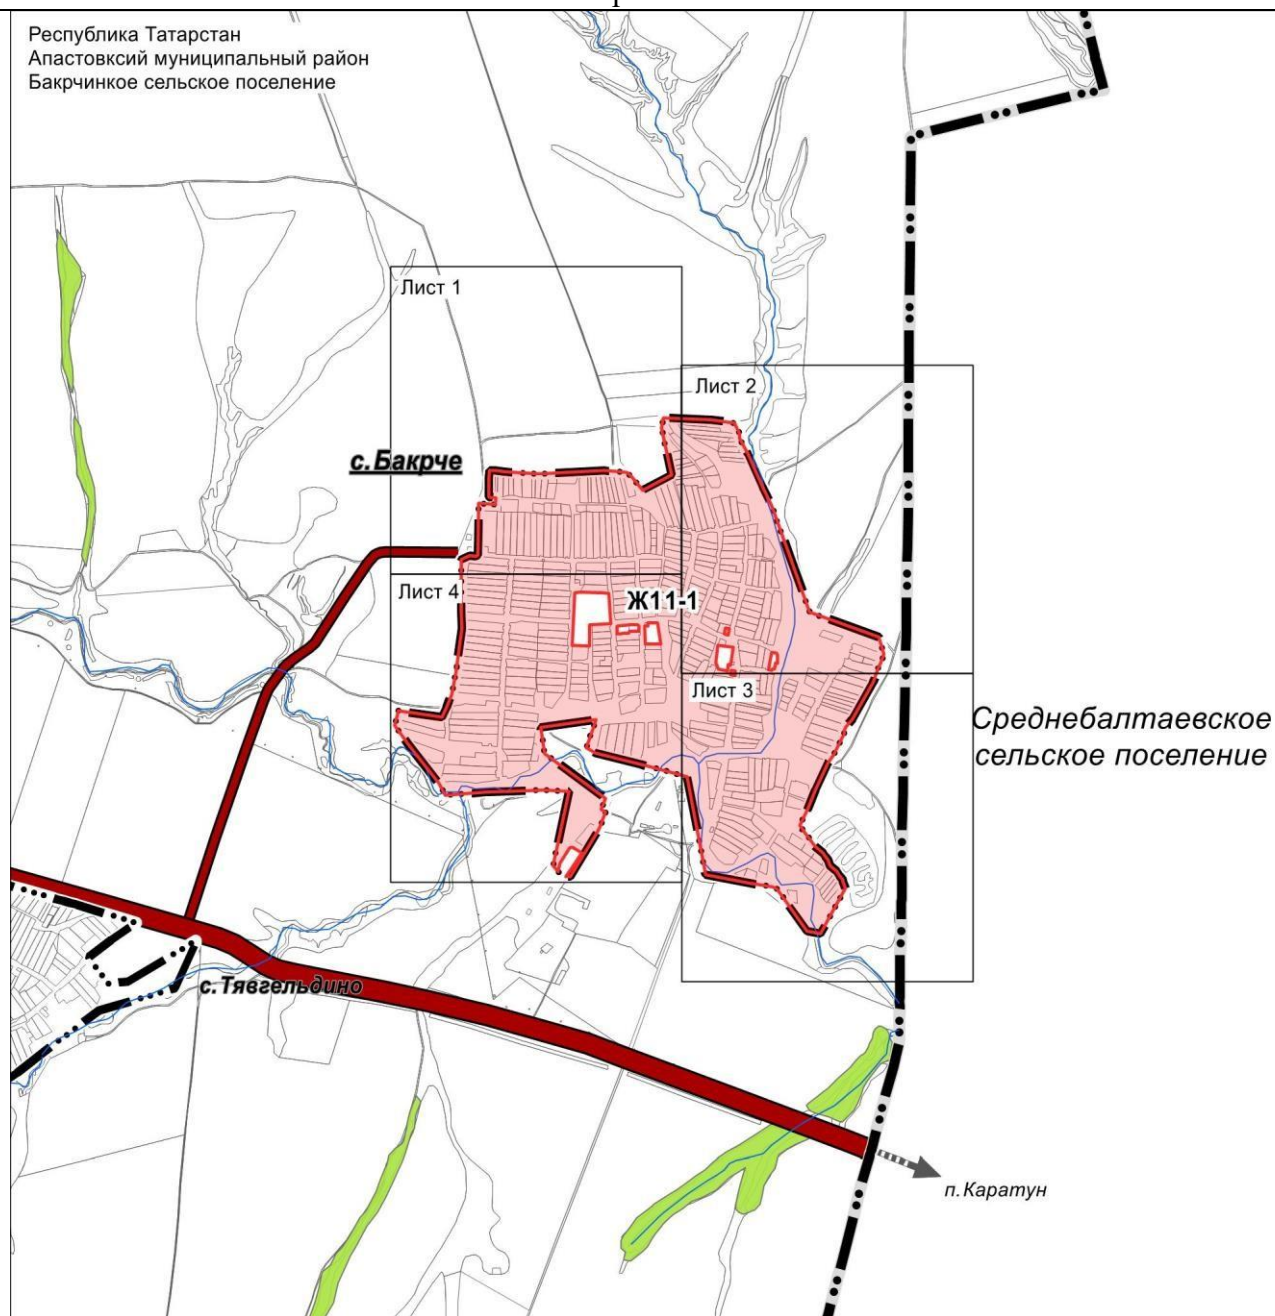 Республика Татарстан
Апастовксий муниципальный район
Бакрчинкое сельское поселение
Лист 1
Лист 2
с.Бакрче
Лист 4
Ж11-1
Лист 3
Среднебалтаевское
сельское поселение
с.Тявгельдино
п.Каратун